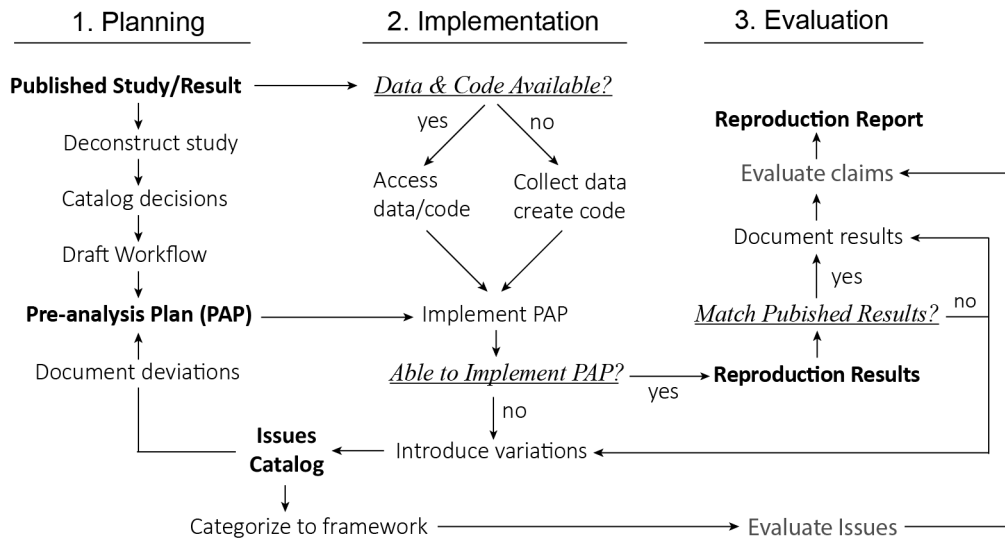 1. Planning
2. Implementation
3. Evaluation
Published Study/Result
Data & Code Available?
Deconstruct study
Catalog decisions
Draft Workflow
Pre-analysis Plan (PAP)
Document deviations
yes
no
Access
data/code
Collect data
create code
Implement PAP
Able to Implement PAP?
yes
no
Introduce variations
Issues
Catalog
Categorize to framework
Reproduction Report
Evaluate claims
Document results
yes
Match Pubished Results?
no
Reproduction Results
Evaluate Issues